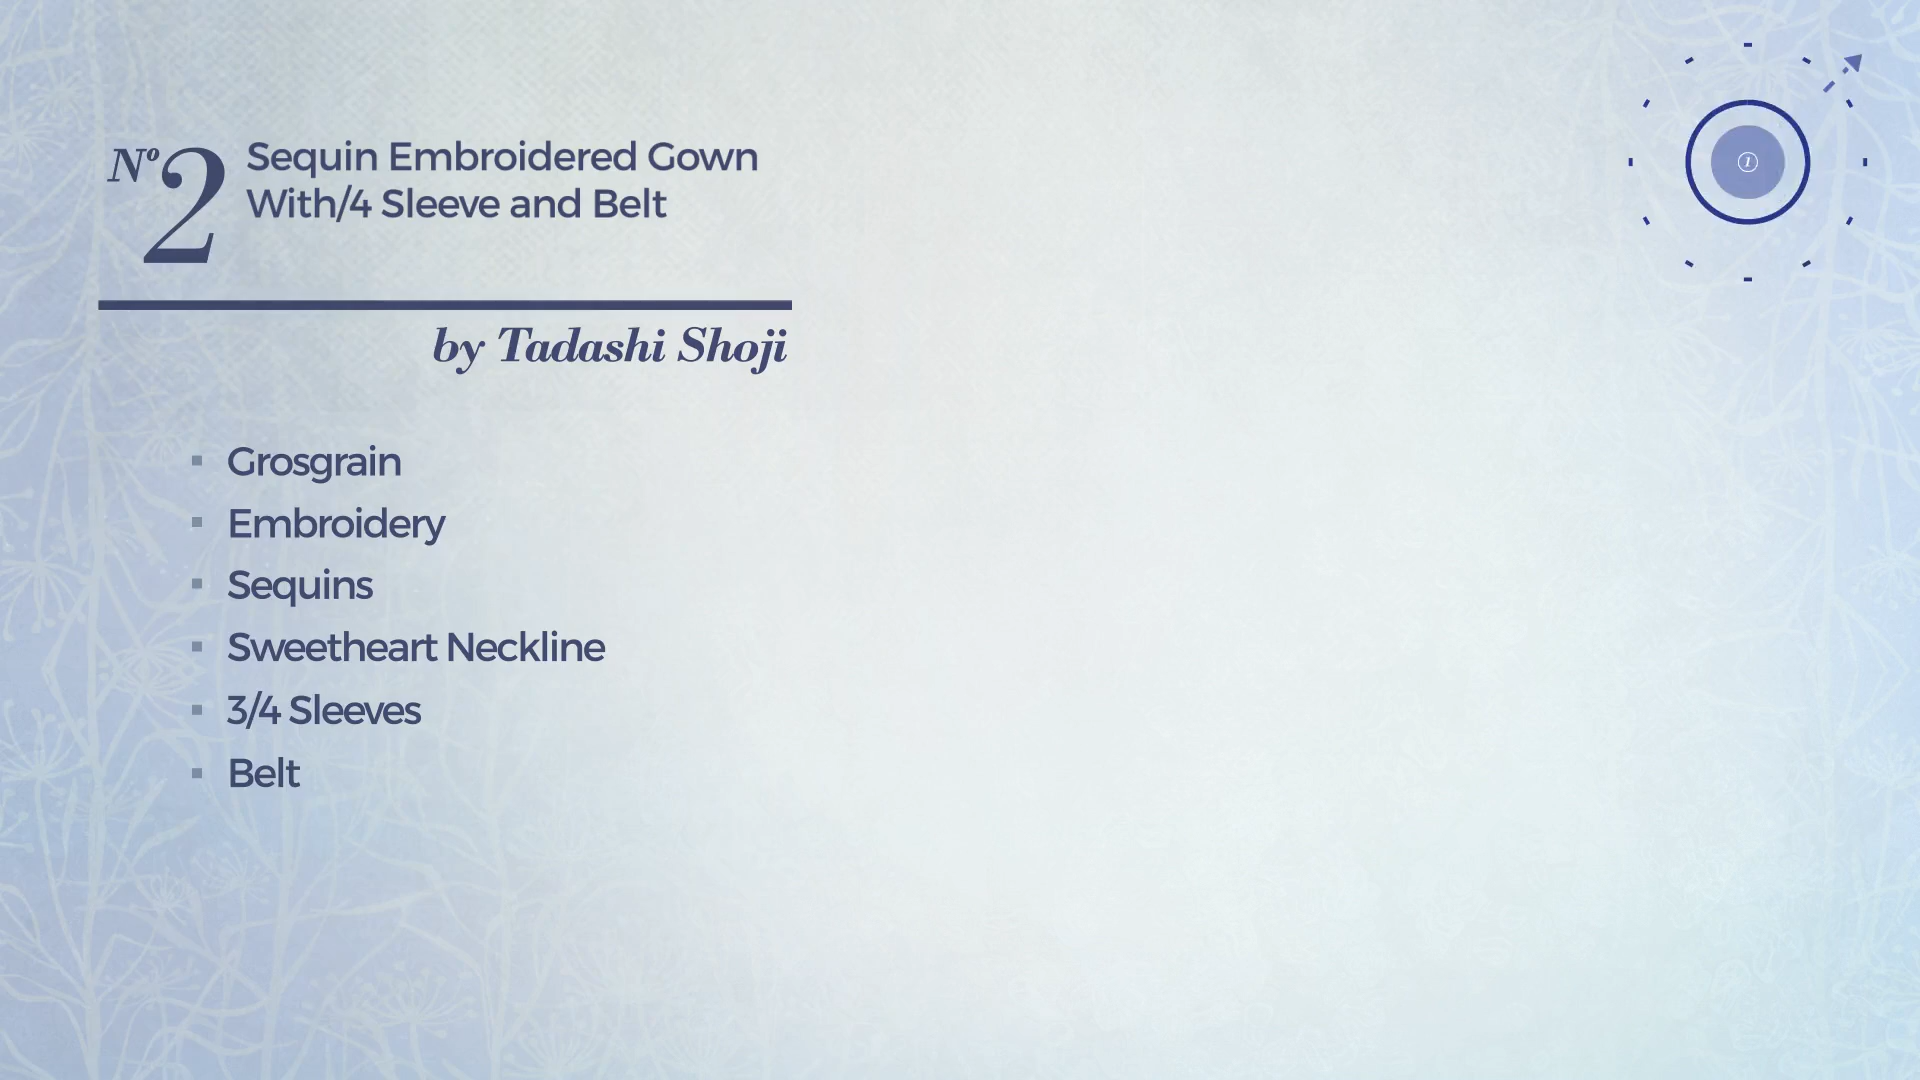 Nº2
Sequin Embroidered Gown
With/4 Sleeve and Belt
by Tadashi Shoji
Grosgrain
Embroidery
Sequins
Sweetheart Neckline
3/4 Sleeves
Belt
1